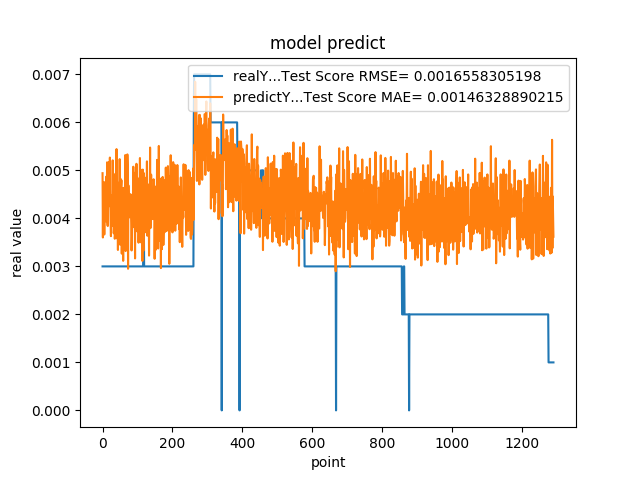 model predict
realY...Test Score RMSE= 0.0016558305198
predictY...Test Score MAE= 0.00146328890215
0.007
0.006
0.005
0.004
0.003
0.002
0.001
0.000
real value
0 200 400 600 800 1000 1200
point